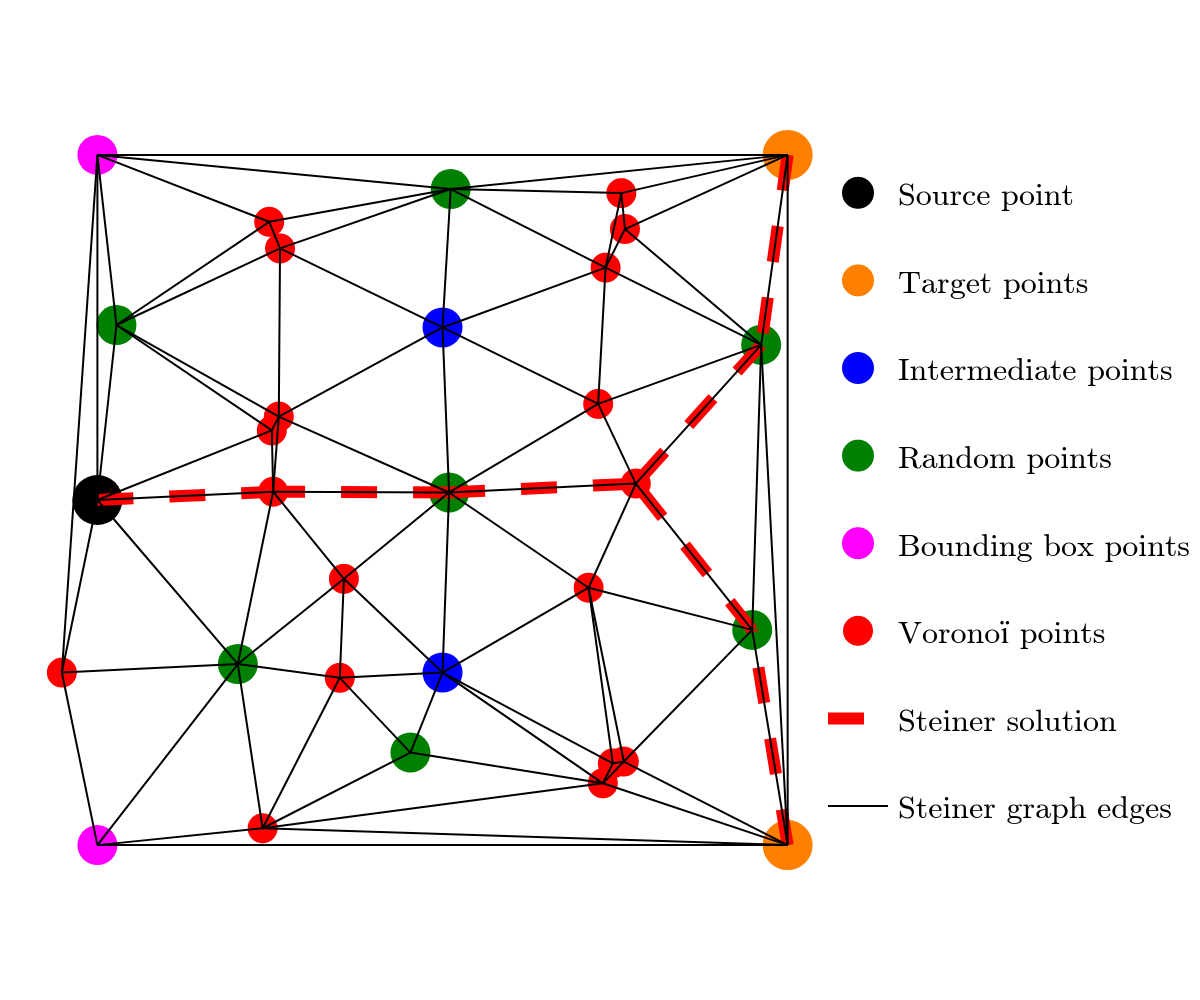 Source point
Target points
Intermediate points
Random points
Bounding box points
Voronoï points
Steiner solution
Steiner graph edges